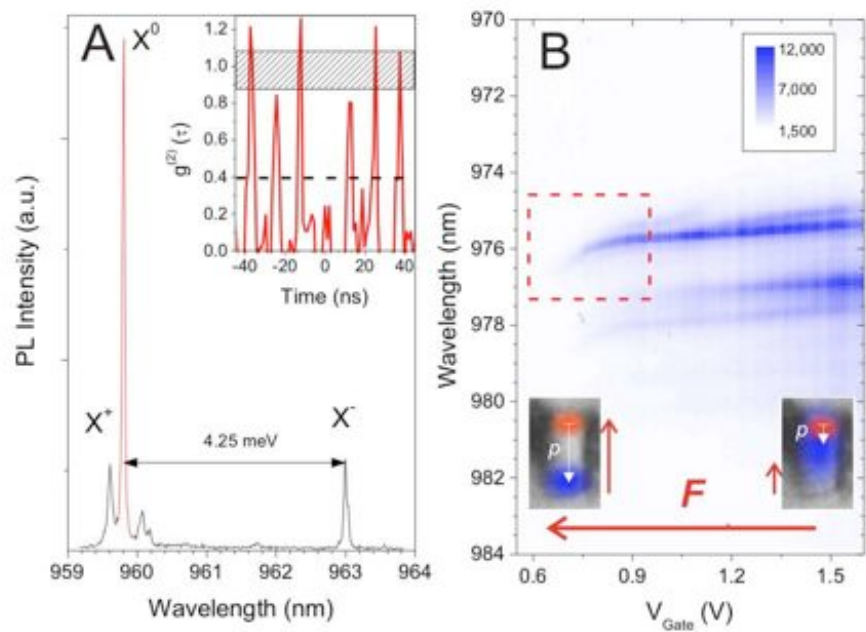 A
X⁰
X⁺
X⁻
4.25 meV
PL Intensity (a.u.)
959 960 961 962 963 964
Wavelength (nm)
g⁽²⁾ (τ)
1.2
1.0
0.8
0.6
0.4
0.2
0.0
-40 -20 0 20 40
Time (ns)
B
12,000
7,000
1,500
Wavelength (nm)
970
972
974
976
978
980
982
984
p
p
F
0.6 0.9 1.2 1.5
V_Gate (V)